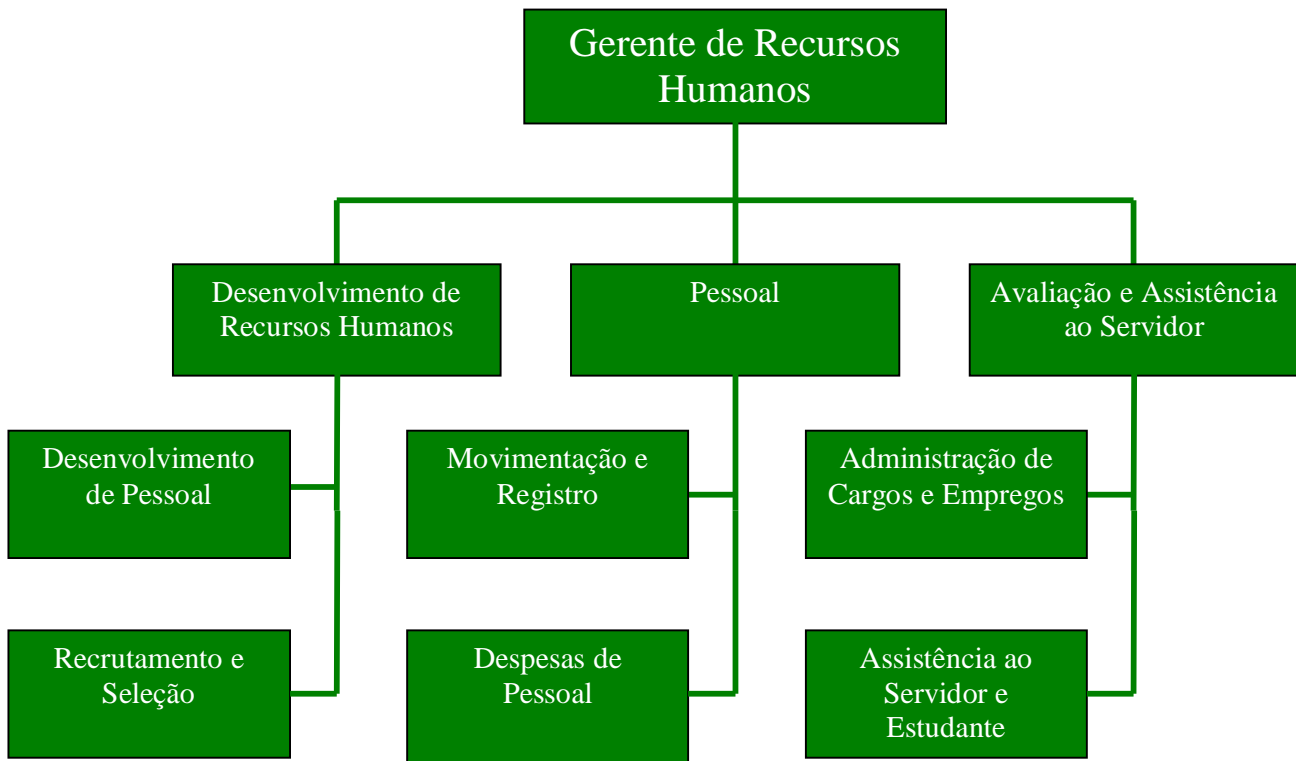 Gerente de Recursos
Humanos
Desenvolvimento de
Recursos Humanos
Pessoal
Avaliação e Assistência
ao Servidor
Desenvolvimento
de Pessoal
Movimentação e
Registro
Administração de
Cargos e Empregos
Recrutamento e
Seleção
Despesas de
Pessoal
Assistência ao
Servidor e
Estudante